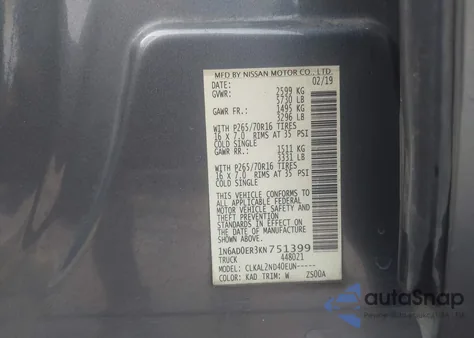 MFD BY NISSAN MOTOR CO., LTD.
DATE: 02/19
GVWR: 2599 KG
5730 LB
GAWR FR.: 1495 KG
3296 LB
WITH P265/70R16 TIRES
16 X 7.0 RIMS AT 35 PSI
COLD SINGLE
GAWR RR.: 1511 KG
3331 LB
WITH P265/70R16 TIRES
16 X 7.0 RIMS AT 35 PSI
COLD SINGLE
THIS VEHICLE CONFORMS TO
ALL APPLICABLE FEDERAL
MOTOR VEHICLE SAFETY AND
THEFT PREVENTION
STANDARDS IN EFFECT ON
THE DATE OF MANUFACTURE
SHOWN ABOVE.
1N6AD0ER3KN751399
TRUCK 4480Z1
MODEL: CLKALZND40EUN-----
COLOR: KAD TRIM: W 2500A
autoSnap